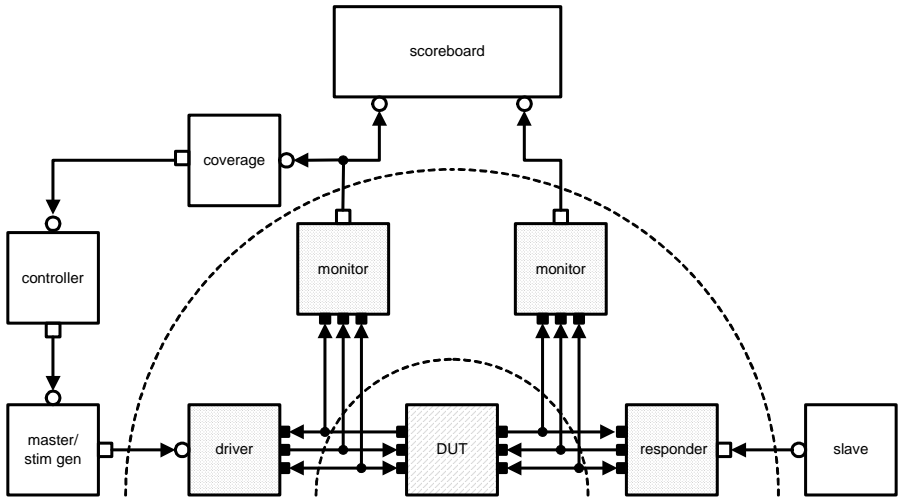 scoreboard
coverage
controller
monitor
monitor
master/
stim gen
driver
DUT
responder
slave